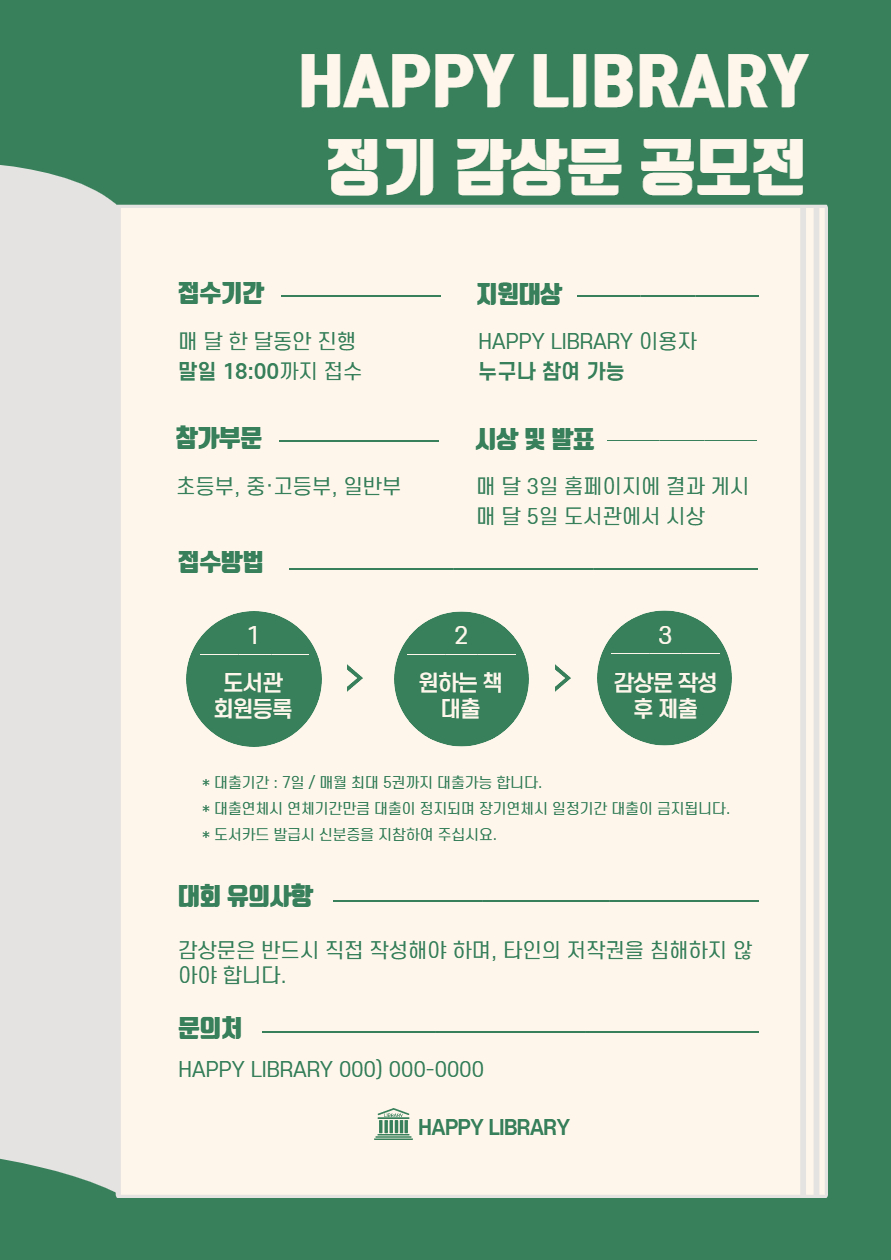 HAPPY LIBRARY
정기 감상문 공모전
접수기간
매 달 한 달동안 진행
말일 18:00까지 접수
지원대상
HAPPY LIBRARY 이용자
누구나 참여 가능
참가부문
초등부, 중·고등부, 일반부
시상 및 발표
매 달 3일 홈페이지에 결과 게시
매 달 5일 도서관에서 시상
접수방법
1
도서관
회원등록
>
2
원하는 책
대출
>
3
감상문 작성
후 제출
* 대출기간 : 7일 / 매월 최대 5권까지 대출가능 합니다.
* 대출연체시 연체기간만큼 대출이 정지되며 장기연체시 일정기간 대출이 금지됩니다.
* 도서카드 발급시 신분증을 지참하여 주십시요.
대회 유의사항
감상문은 반드시 직접 작성해야 하며, 타인의 저작권을 침해하지 않
아야 합니다.
문의처
HAPPY LIBRARY 000) 000-0000
LIBRARY
HAPPY LIBRARY